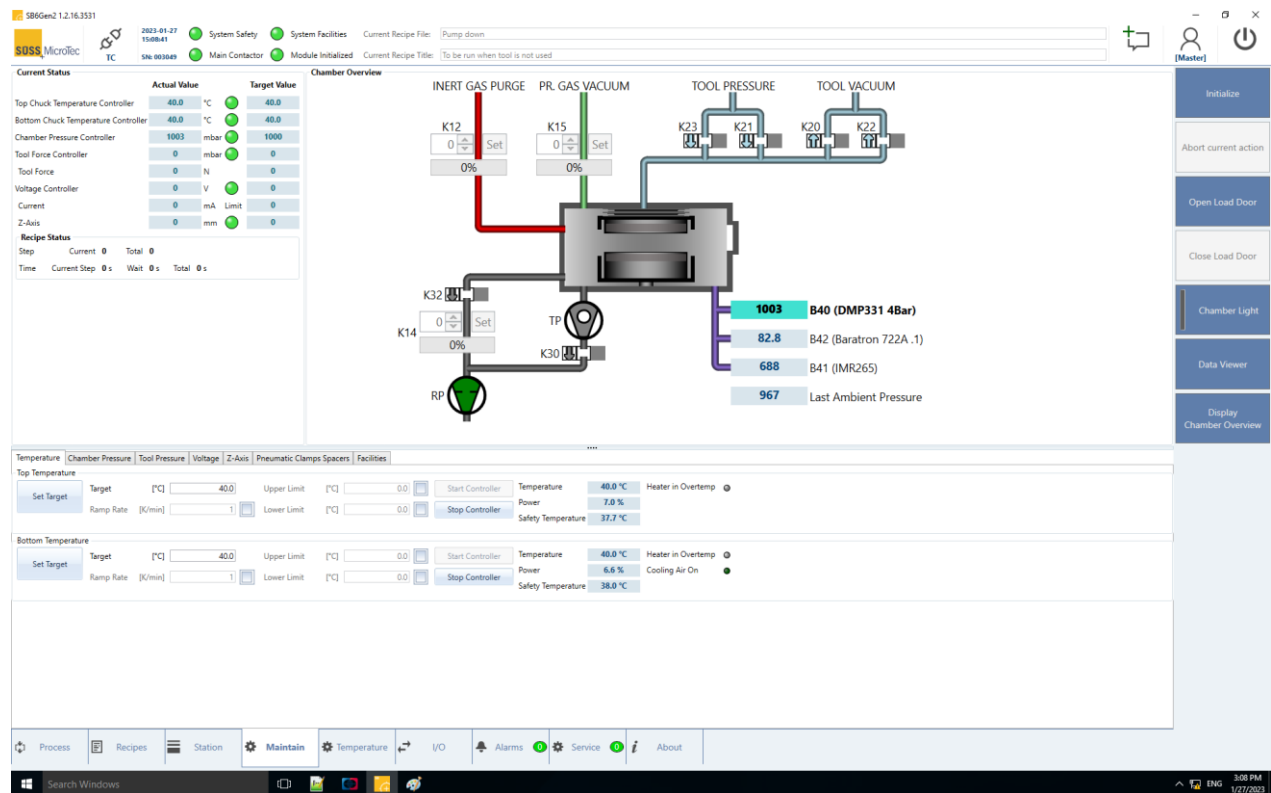 SB6Gen2 1.2.16.3531
SUSS MicroTec
TC
2023-01-27
15:08:41
SN: 003049
System Safety
System Facilities
Current Recipe File:
Pump down
Main Contactor
Module Initialized
Current Recipe Title:
To be run when tool is not used
[Master]
Current Status
Actual Value
Target Value
Top Chuck Temperature Controller 40.0 °C 40.0
Bottom Chuck Temperature Controller 40.0 °C 40.0
Chamber Pressure Controller 1003 mbar 1000
Tool Force Controller 0 mbar 0
Tool Force 0 N 0
Voltage Controller 0 V 0
Current 0 mA Limit 0
Z-Axis 0 mm 0
Recipe Status
Step Current 0 Total 0
Time Current Step 0 s Wait 0 s Total 0 s
Chamber Overview
INERT GAS PURGE
PR. GAS VACUUM
TOOL PRESSURE
TOOL VACUUM
K12
0 Set
0%
K15
0 Set
0%
K23
K21
K20
K22
K32
K14
0 Set
0%
TP
K30
RP
1003 B40 (DMP331 4Bar)
82.8 B42 (Baratron 722A .1)
688 B41 (IMR265)
967 Last Ambient Pressure
Initialize
Abort current action
Open Load Door
Close Load Door
Chamber Light
Data Viewer
Display
Chamber Overview
Temperature
Chamber Pressure
Tool Pressure
Voltage
Z-Axis
Pneumatic Clamps Spacers
Facilities
Top Temperature
Set Target
Target [°C] 40.0 Upper Limit [°C] 0.0 Start Controller Temperature 40.0 °C Heater in Overtemp
Ramp Rate [K/min] 1 Lower Limit [°C] 0.0 Stop Controller Power 7.0 %
Safety Temperature 37.7 °C
Bottom Temperature
Set Target
Target [°C] 40.0 Upper Limit [°C] 0.0 Start Controller Temperature 40.0 °C Heater in Overtemp
Ramp Rate [K/min] 1 Lower Limit [°C] 0.0 Stop Controller Power 6.6 % Cooling Air On
Safety Temperature 38.0 °C
Process
Recipes
Station
Maintain
Temperature
I/O
Alarms 0
Service 0
About
Search Windows
ENG
3:08 PM
1/27/2023